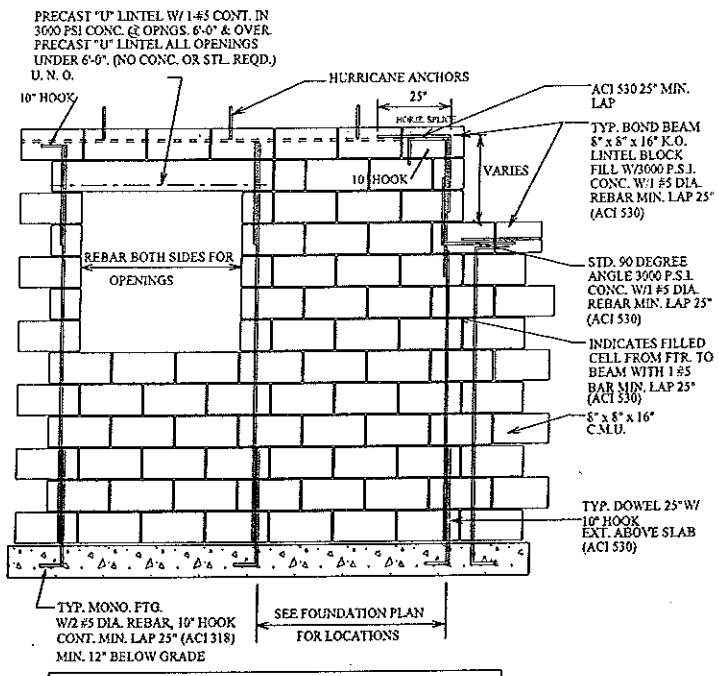 PRECAST "U" LINTEL W/ 1-#5 CONT. IN
3000 PSI CONC. @ OPNGS. 6'-0" & OVER.
PRECAST "U" LINTEL ALL OPENINGS
UNDER 6'-0". (NO CONC. OR STL. REQD.)
U. N. O.
10" HOOK
HURRICANE ANCHORS
25"
HORIZ. SPLICE
ACI 530 25" MIN.
LAP
TYP. BOND BEAM
8" x 8" x 16" K.O.
LINTEL BLOCK
FILL W/3000 P.S.I.
CONC. W/1 #5 DIA.
REBAR MIN. LAP 25"
(ACI 530)
10" HOOK
VARIES
REBAR BOTH SIDES FOR
OPENINGS
STD. 90 DEGREE
ANGLE 3000 P.S.I.
CONC. W/1 #5 DIA.
REBAR MIN. LAP 25"
(ACI 530)
INDICATES FILLED
CELL FROM FTR. TO
BEAM WITH 1 #5
BAR MIN. LAP 25"
(ACI 530)
8" x 8" x 16"
C.M.U.
TYP. DOWEL 25" W/
10" HOOK
EXT. ABOVE SLAB
(ACI 530)
TYP. MONO. FTG.
W/2 #5 DIA. REBAR, 10" HOOK
CONT. MIN. LAP 25" (ACI 318)
MIN. 12" BELOW GRADE
SEE FOUNDATION PLAN
FOR LOCATIONS